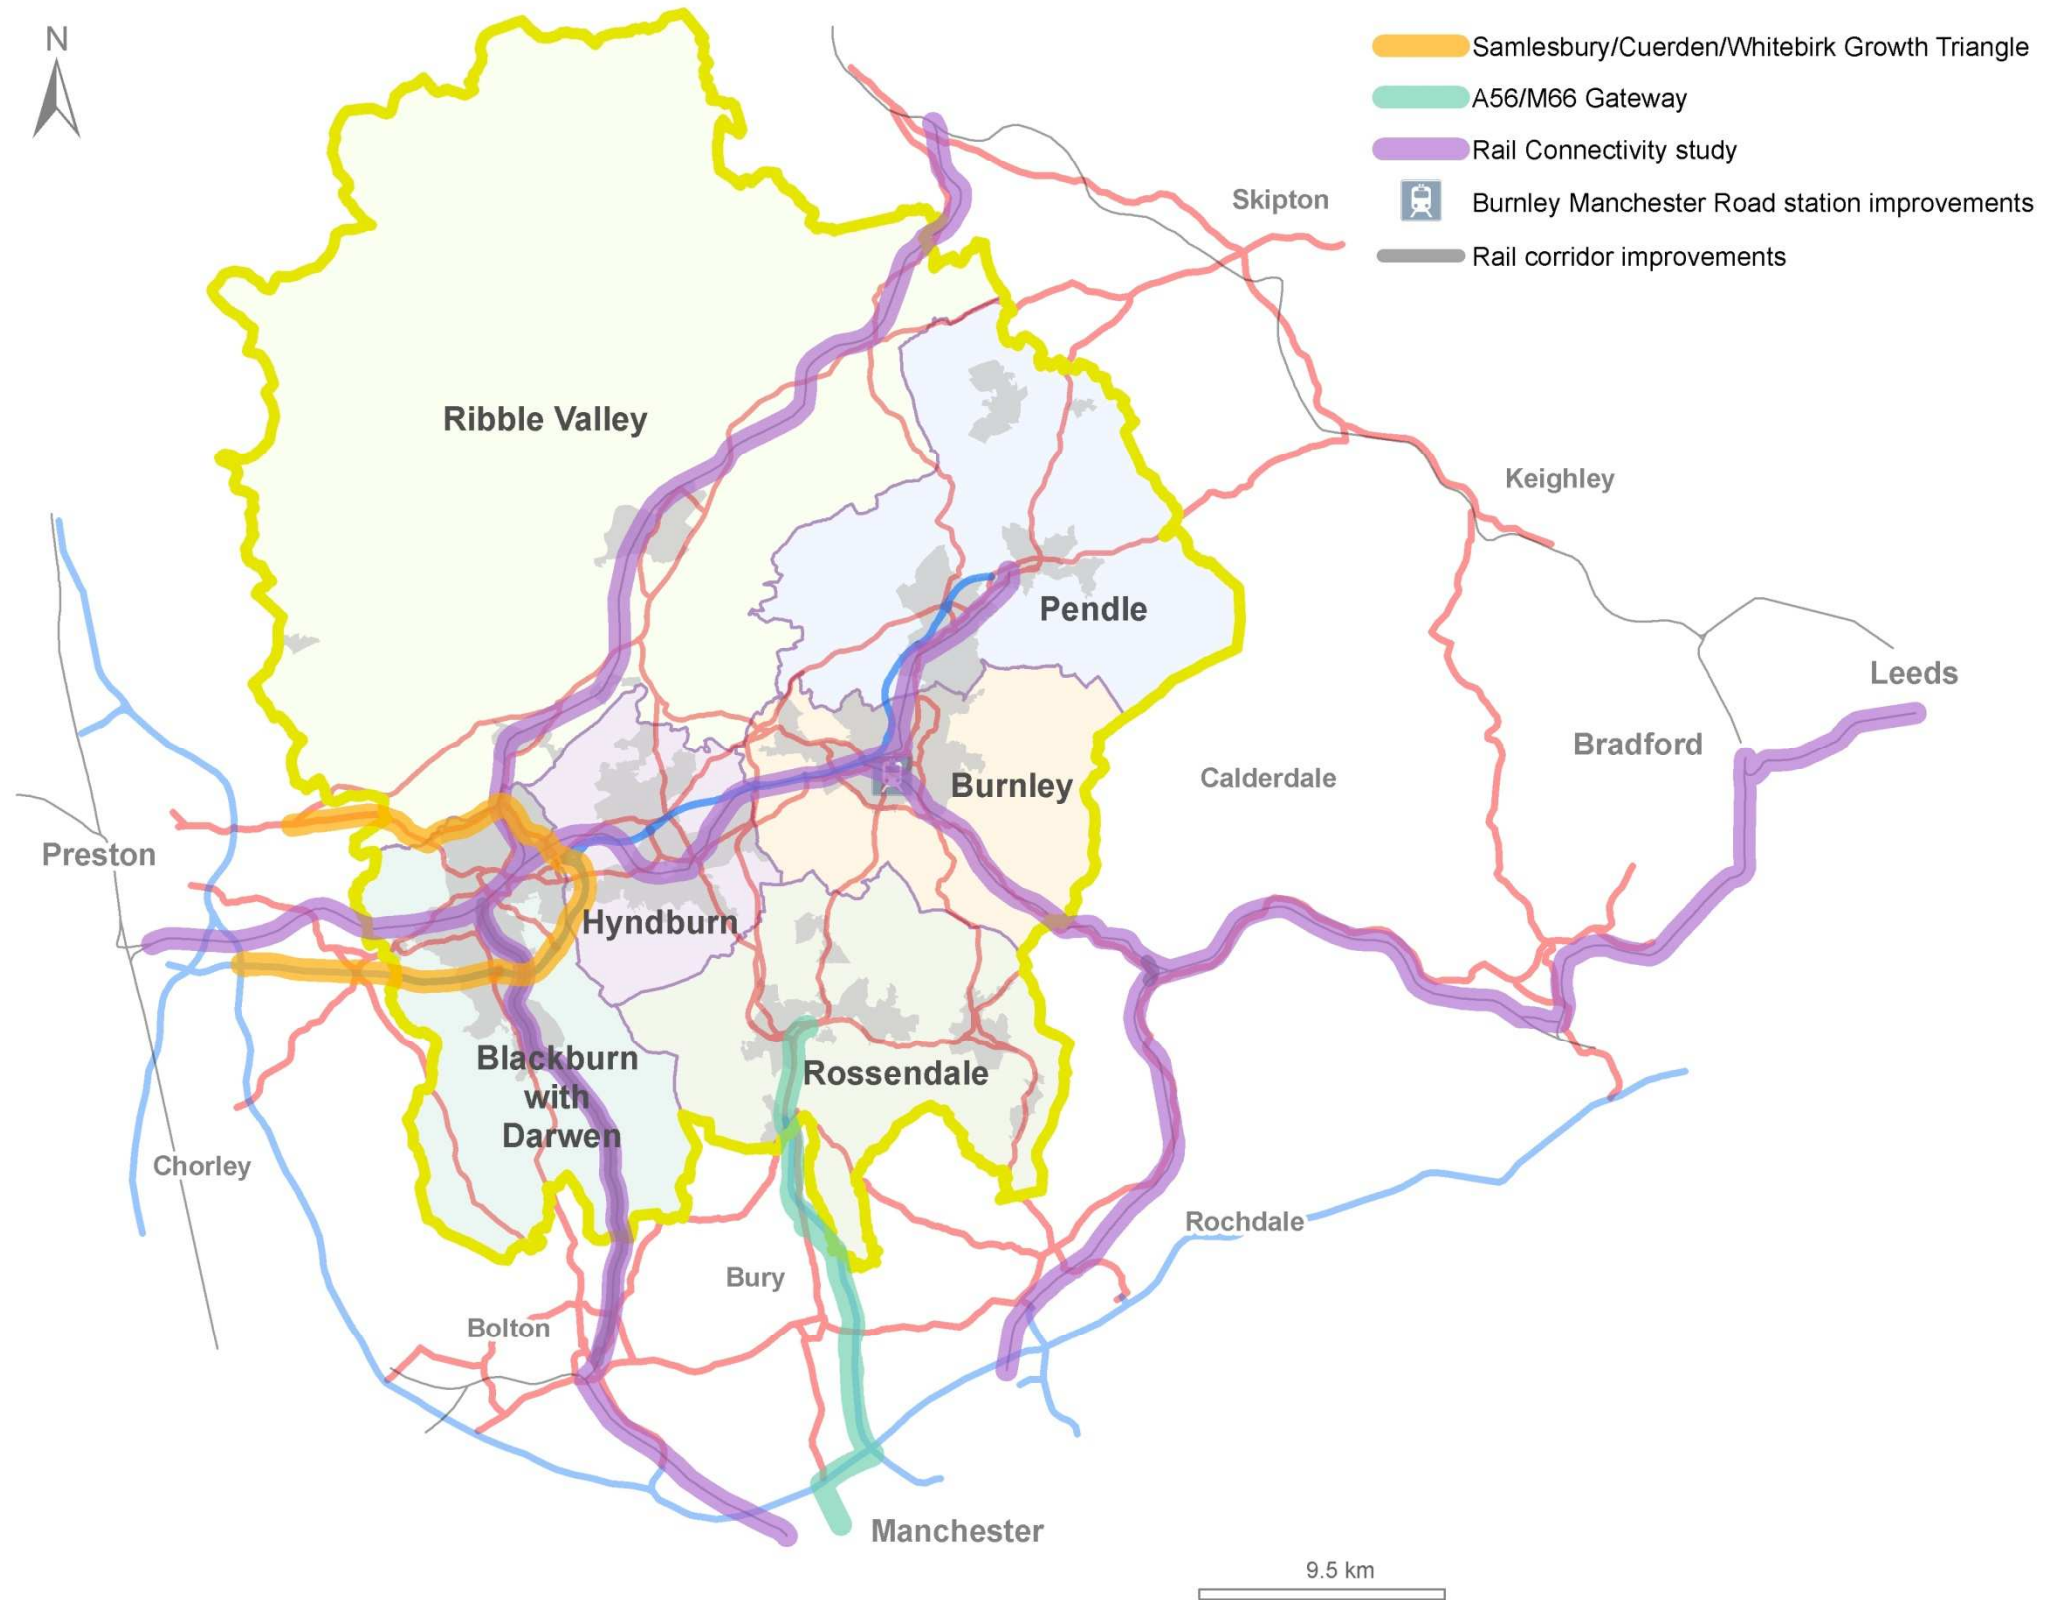 N
Samlesbury/Cuerden/Whitebirk Growth Triangle
A56/M66 Gateway
Rail Connectivity study
Burnley Manchester Road station improvements
Rail corridor improvements
Skipton
Ribble Valley
Keighley
Pendle
Leeds
Bradford
Calderdale
Burnley
Preston
Hyndburn
Blackburn
with
Darwen
Rossendale
Chorley
Rochdale
Bury
Bolton
Manchester
9.5 km